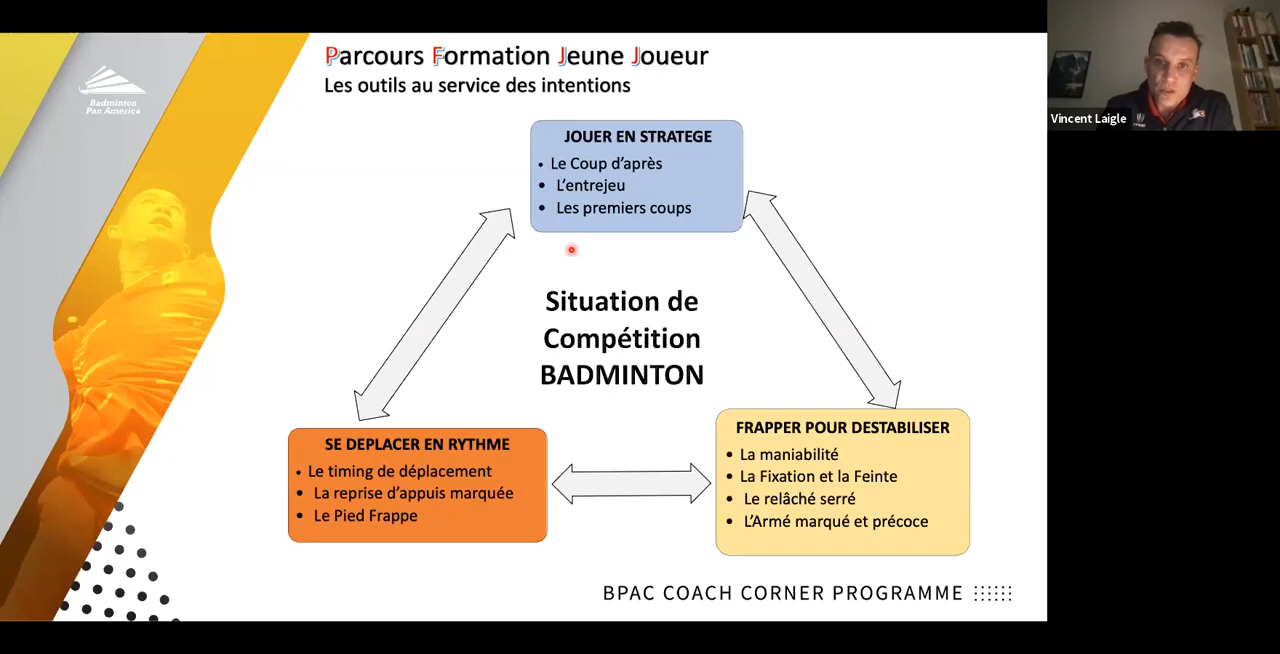 Parcours Formation Jeune Joueur
Les outils au service des intentions
Badminton
Pan America
Vincent Laigle
JOUER EN STRATEGE
• Le Coup d'après
• L'entrejeu
• Les premiers coups
Situation de
Compétition
BADMINTON
SE DEPLACER EN RYTHME
• Le timing de déplacement
• La reprise d'appuis marquée
• Le Pied Frappe
FRAPPER POUR DESTABILISER
• La maniabilité
• La Fixation et la Feinte
• Le relâché serré
• L'Armé marqué et précoce
BPAC COACH CORNER PROGRAMME